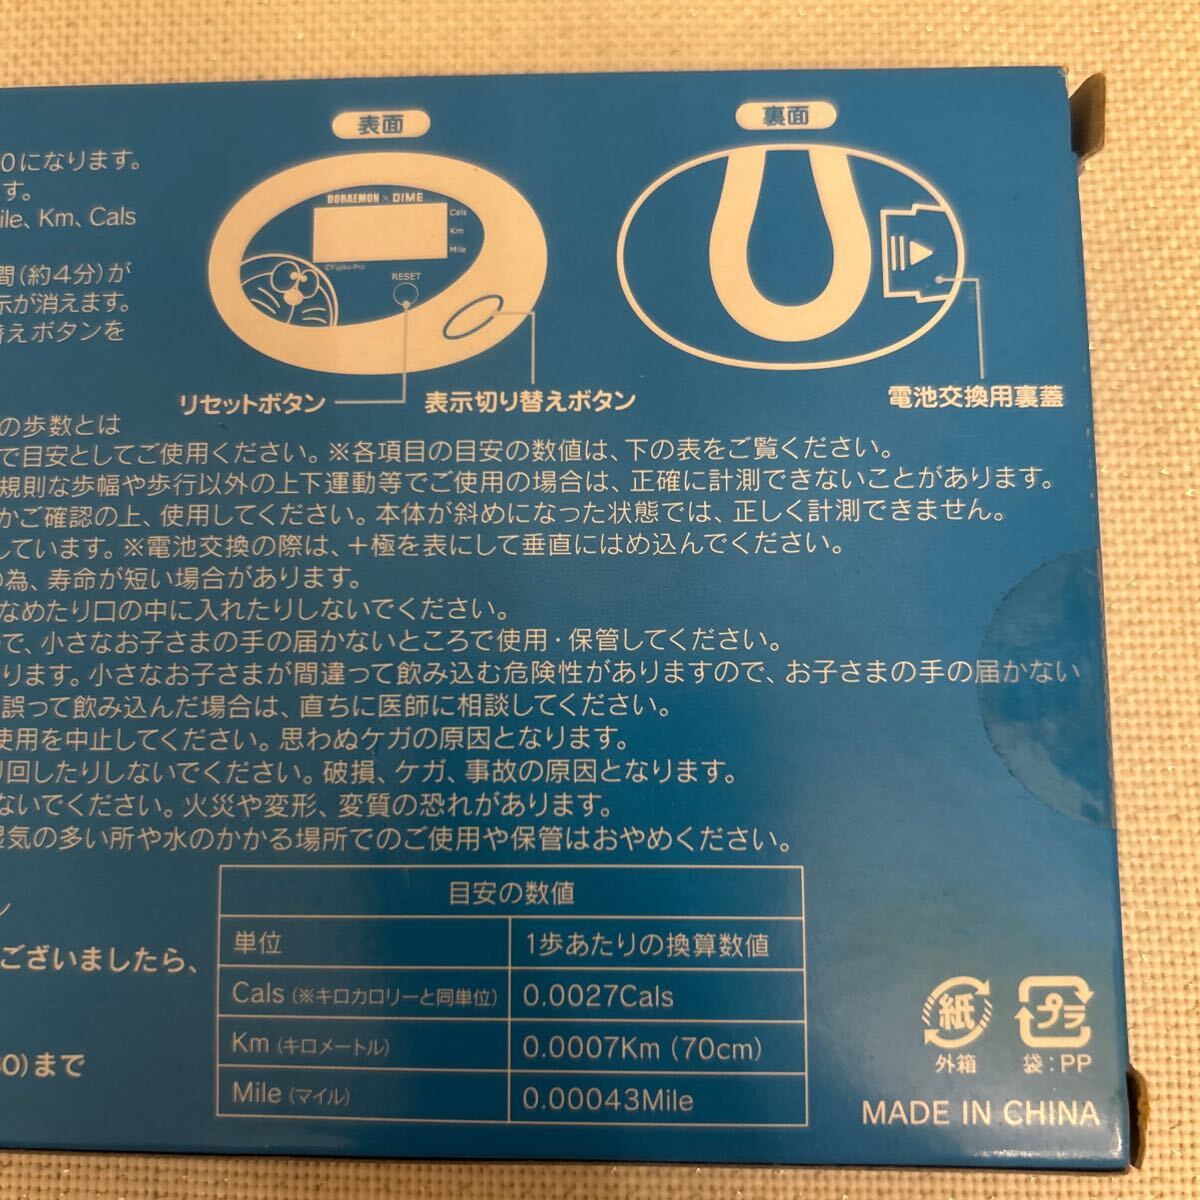 表面
裏面
0になります。
す。
ile、Km、Cals
間(約4分)が
示が消えます。
替えボタンを
DORAEMON × DIME
Cals
Km
Mile
©Fujiko-Pro
RESET
リセットボタン
表示切り替えボタン
電池交換用裏蓋
の歩数とは
で目安としてご使用ください。※各項目の目安の数値は、下の表をご覧ください。
規則な歩幅や歩行以外の上下運動等でご使用の場合は、正確に計測できないことがあります。
かご確認の上、使用してください。本体が斜めになった状態では、正しく計測できません。
しています。※電池交換の際は、＋極を表にして垂直にはめ込んでください。
の為、寿命が短い場合があります。
なめたり口の中に入れたりしないでください。
ので、小さなお子さまの手の届かないところで使用・保管してください。
ります。小さなお子さまが間違って飲み込む危険性がありますので、お子さまの手の届かない
誤って飲み込んだ場合は、直ちに医師に相談してください。
使用を中止してください。思わぬケガの原因となります。
り回したりしないでください。破損、ケガ、事故の原因となります。
ないでください。火災や変形、変質の恐れがあります。
湿気の多い所や水のかかる場所でのご使用や保管はおやめください。
ン
ございましたら、
0)まで
目安の数値
単位 1歩あたりの換算数値
Cals (※キロカロリーと同単位) 0.0027Cals
Km (キロメートル) 0.0007Km (70cm)
Mile (マイル) 0.00043Mile
紙
外箱
プラ
袋：PP
MADE IN CHINA